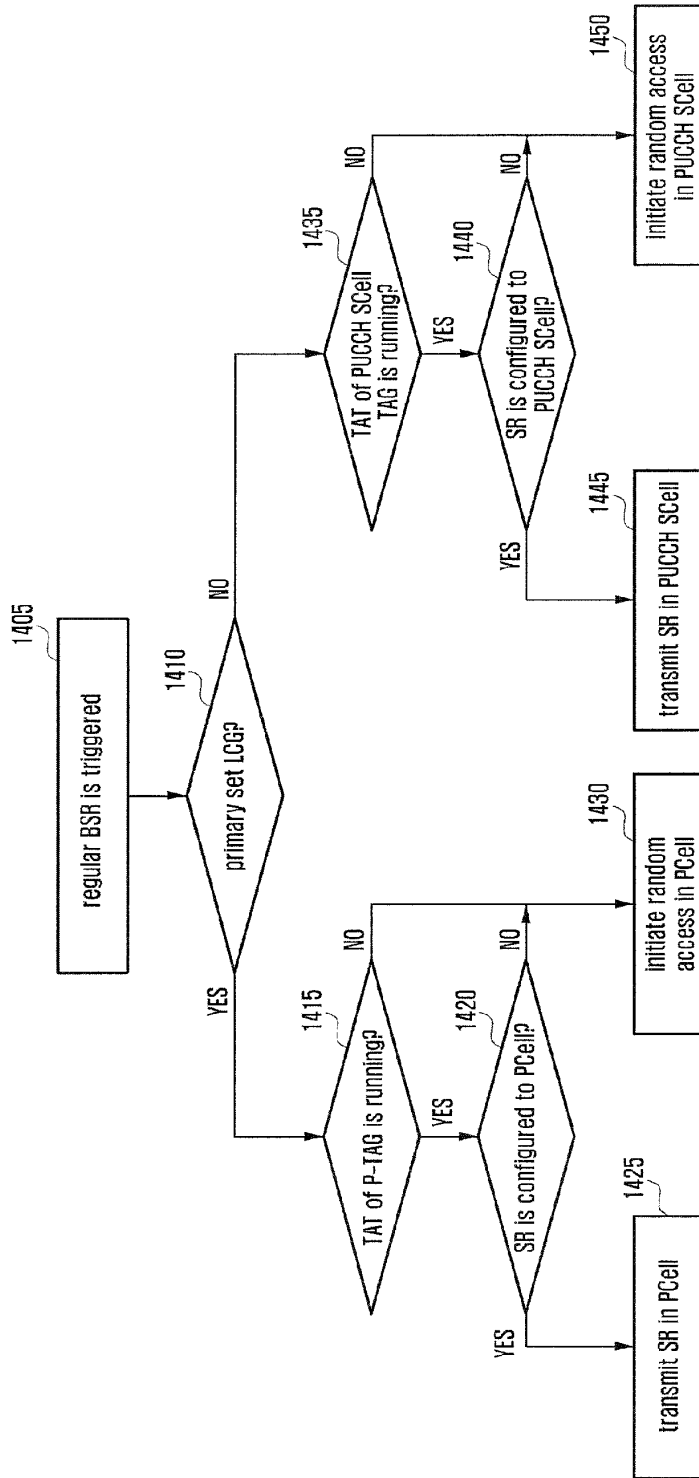 1405
regular BSR is triggered
1410
primary set LCG?
YES
NO
1415
TAT of P-TAG is running?
NO
YES
1420
SR is configured to PCell?
YES
NO
1425
transmit SR in PCell
1430
initiate random
access in PCell
1435
TAT of PUCCH SCell
TAG is running?
NO
YES
1440
SR is configured to
PUCCH SCell?
YES
NO
1445
transmit SR in PUCCH SCell
1450
initiate random access
in PUCCH SCell